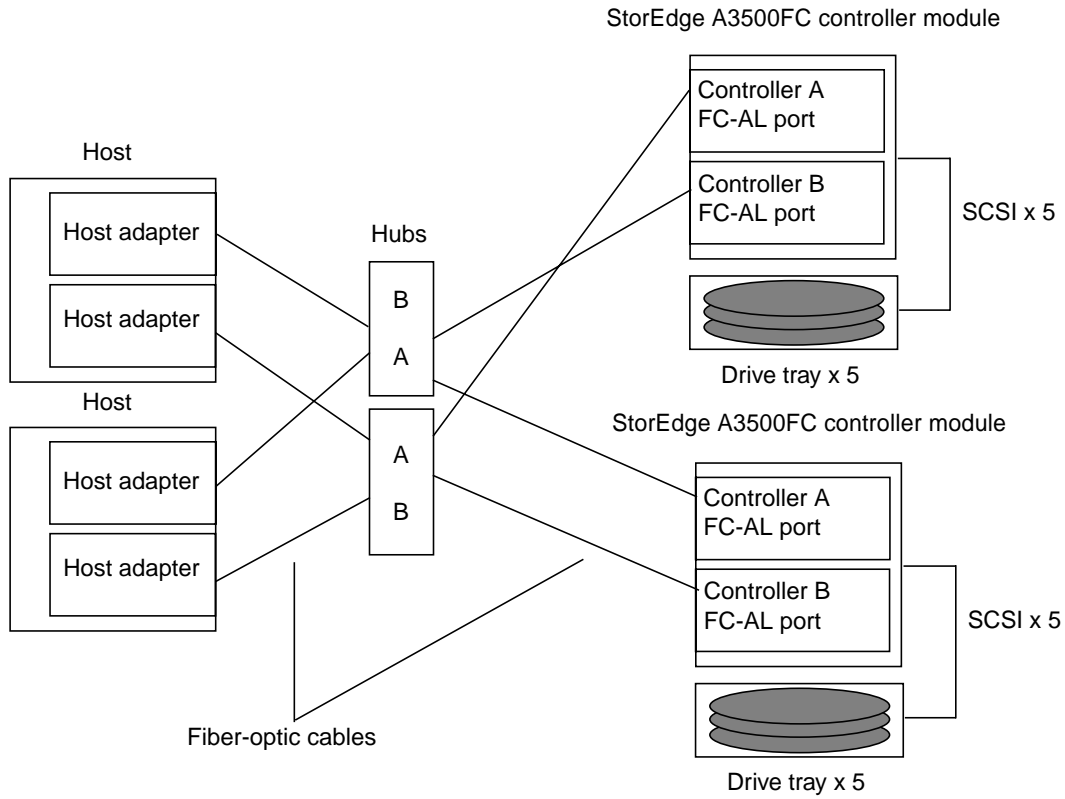 StorEdge A3500FC controller module
Controller A
FC-AL port
Controller B
FC-AL port
SCSI x 5
Drive tray x 5
Host
Host adapter
Host adapter
Hubs
B
A
A
B
Host
Host adapter
Host adapter
StorEdge A3500FC controller module
Controller A
FC-AL port
Controller B
FC-AL port
SCSI x 5
Drive tray x 5
Fiber-optic cables